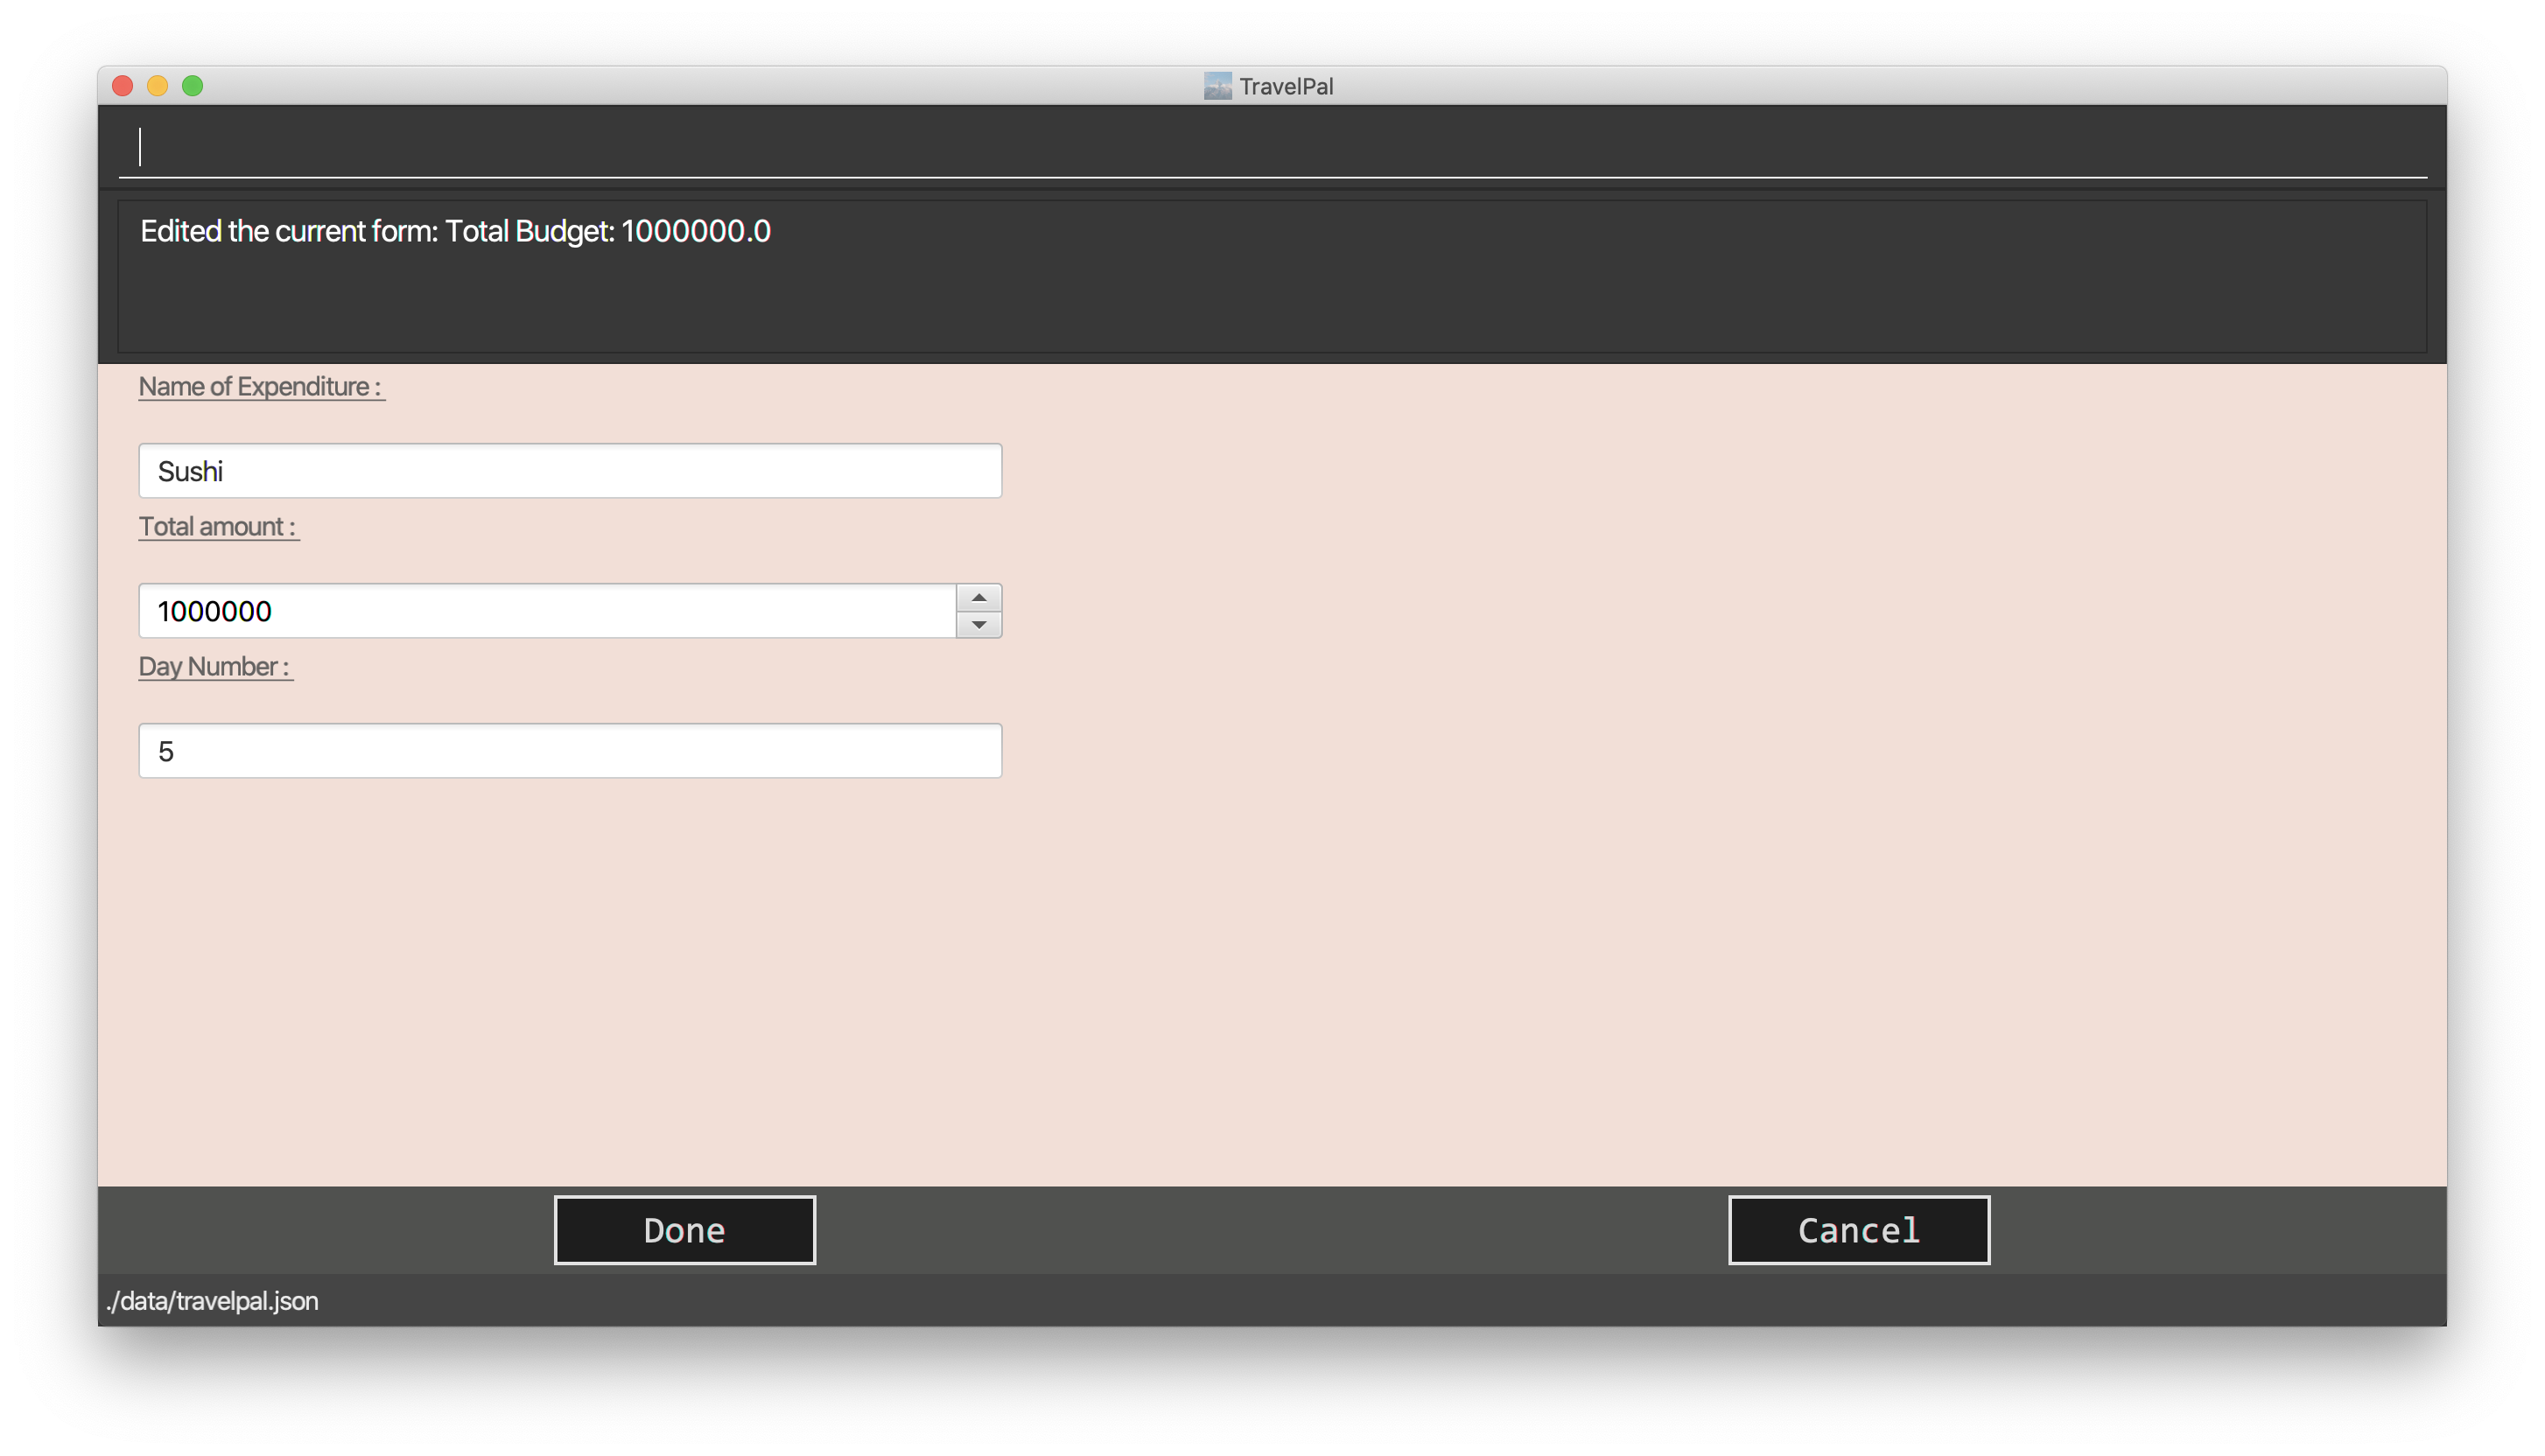 TravelPal
Edited the current form: Total Budget: 1000000.0
Name of Expenditure :
Sushi
Total amount :
1000000
Day Number :
5
Done
Cancel
./data/travelpal.json